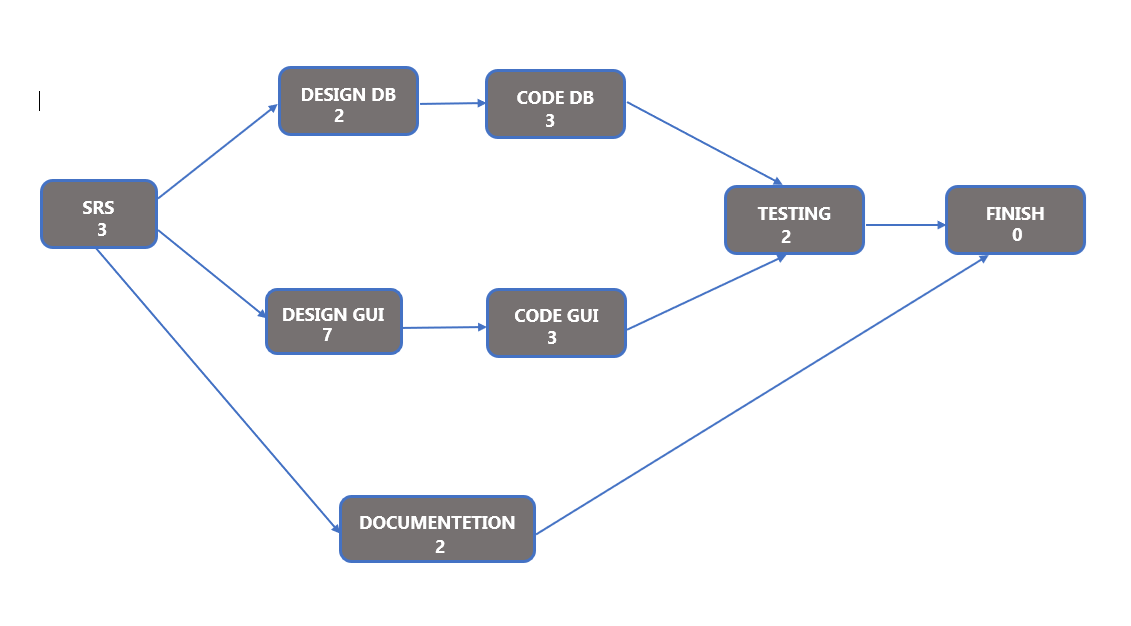 DESIGN DB
2
CODE DB
3
SRS
3
TESTING
2
FINISH
0
DESIGN GUI
7
CODE GUI
3
DOCUMENTETION
2